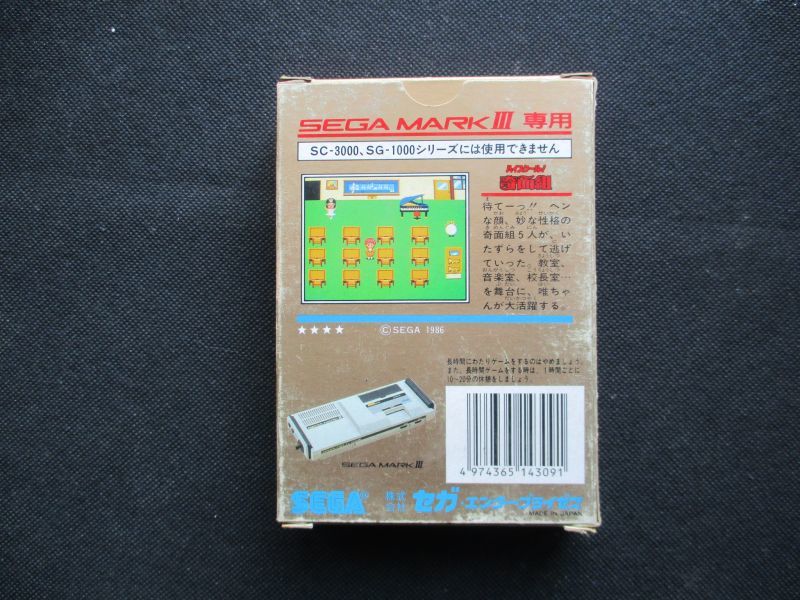 SEGA MARK III 専用
SC-3000、SG-1000シリーズには使用できません
ハイスクール!
奇面組
待てーっ!! ヘン
な顔、妙な性格の
奇面組5人が、い
たずらをして逃げ
ていった。教室、
音楽室、校長室…
を舞台に、唯ちゃ
んが大活躍する。
★★★★ ©SEGA 1986
長時間にわたりゲームをするのはやめましょう。
また、長時間ゲームをする時は、1時間ごとに
10~20分の休憩をしましょう。
SEGA MARK III
4 974365 143091
SEGA® 株式会社 セガ・エンタープライゼス
MADE IN JAPAN